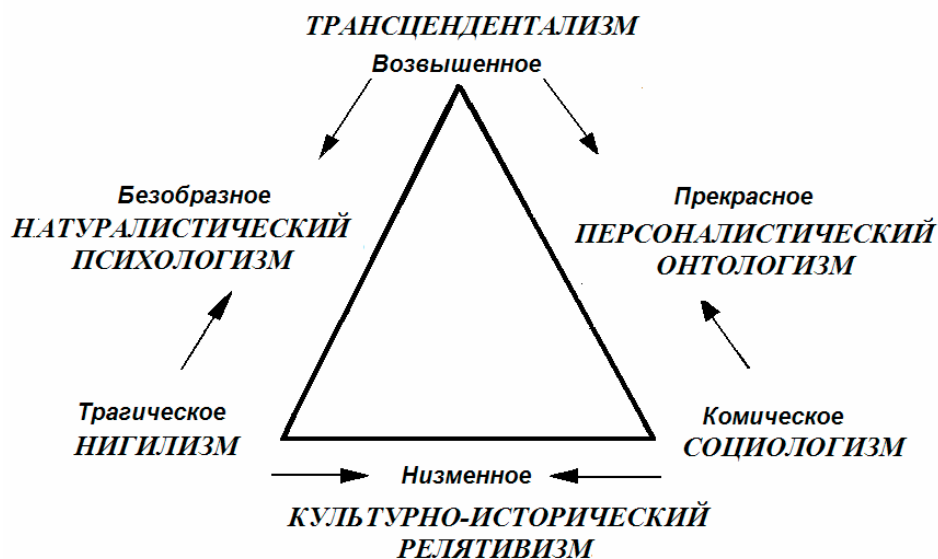 ТРАНСЦЕНДЕНТАЛИЗМ
Возвышенное
Безобразное
НАТУРАЛИСТИЧЕСКИЙ
ПСИХОЛОГИЗМ
Прекрасное
ПЕРСОНАЛИСТИЧЕСКИЙ
ОНТОЛОГИЗМ
Трагическое
НИГИЛИЗМ
Комическое
СОЦИОЛОГИЗМ
Низменное
КУЛЬТУРНО-ИСТОРИЧЕСКИЙ
РЕЛЯТИВИЗМ